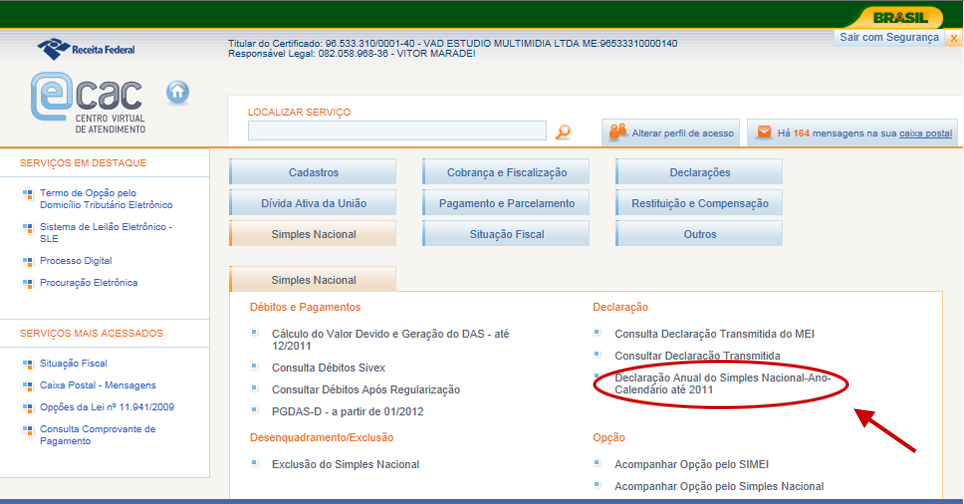 BRASIL
Sair com Segurança x
Receita Federal
Titular do Certificado: 96.533.310/0001-40 - VAD ESTUDIO MULTIMIDIA LTDA ME:96533310000140
Responsável Legal: 082.058.968-36 - VITOR MARADEI
ecac
CENTRO VIRTUAL
DE ATENDIMENTO
LOCALIZAR SERVIÇO
Alterar perfil de acesso
Há 164 mensagens na sua caixa postal
SERVIÇOS EM DESTAQUE
Termo de Opção pelo
Domicílio Tributário Eletrônico
Sistema de Leilão Eletrônico -
SLE
Processo Digital
Procuração Eletrônica
SERVIÇOS MAIS ACESSADOS
Situação Fiscal
Caixa Postal - Mensagens
Opções da Lei nº 11.941/2009
Consulta Comprovante de
Pagamento
Cadastros
Cobrança e Fiscalização
Declarações
Dívida Ativa da União
Pagamento e Parcelamento
Restituição e Compensação
Simples Nacional
Situação Fiscal
Outros
Simples Nacional
Débitos e Pagamentos
Cálculo do Valor Devido e Geração do DAS - até
12/2011
Consulta Débitos Sivex
Consultar Débitos Após Regularização
PGDAS-D - a partir de 01/2012
Desenquadramento/Exclusão
Exclusão do Simples Nacional
Declaração
Consulta Declaração Transmitida do MEI
Consultar Declaração Transmitida
Declaração Anual do Simples Nacional-Ano-
Calendário até 2011
Opção
Acompanhar Opção pelo SIMEI
Acompanhar Opção pelo Simples Nacional